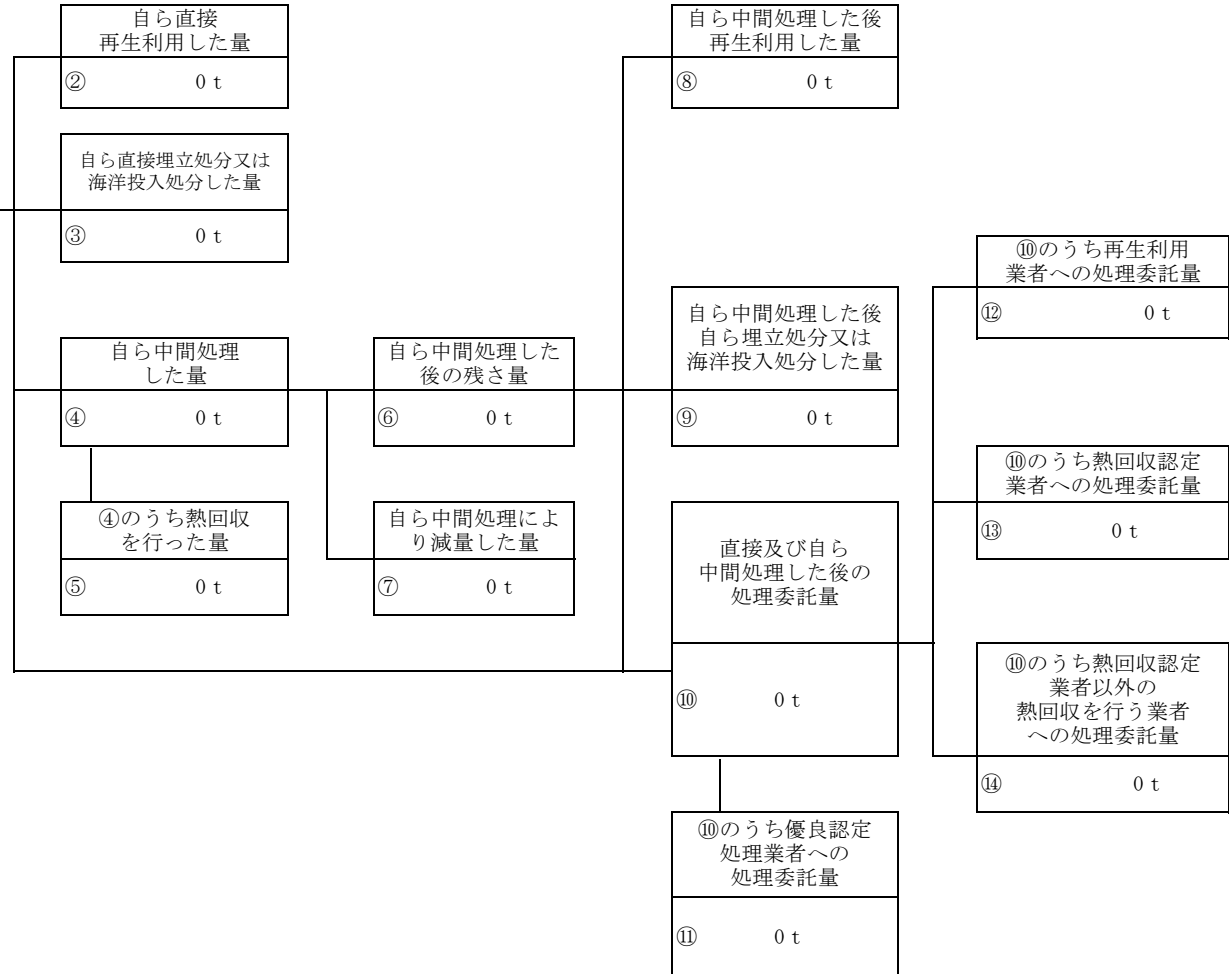 自ら直接
再生利用した量
② 0 t
自ら直接埋立処分又は
海洋投入処分した量
③ 0 t
自ら中間処理
した量
④ 0 t
④のうち熱回収
を行った量
⑤ 0 t
自ら中間処理した
後の残さ量
⑥ 0 t
自ら中間処理によ
り減量した量
⑦ 0 t
自ら中間処理した後
再生利用した量
⑧ 0 t
自ら中間処理した後
自ら埋立処分又は
海洋投入処分した量
⑨ 0 t
直接及び自ら
中間処理した後の
処理委託量
⑩ 0 t
⑩のうち優良認定
処理業者への
処理委託量
⑪ 0 t
⑩のうち再生利用
業者への処理委託量
⑫ 0 t
⑩のうち熱回収認定
業者への処理委託量
⑬ 0 t
⑩のうち熱回収認定
業者以外の
熱回収を行う業者
への処理委託量
⑭ 0 t